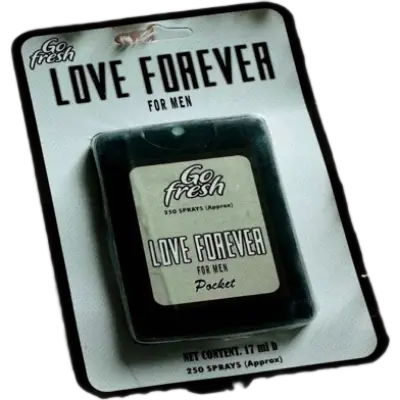 Go
fresh
LOVE FOREVER
FOR MEN
Go
fresh
250 SPRAYS (Approx)
LOVE FOREVER
FOR MEN
Pocket
NET CONTENT. 17 ml
250 SPRAYS (Approx)